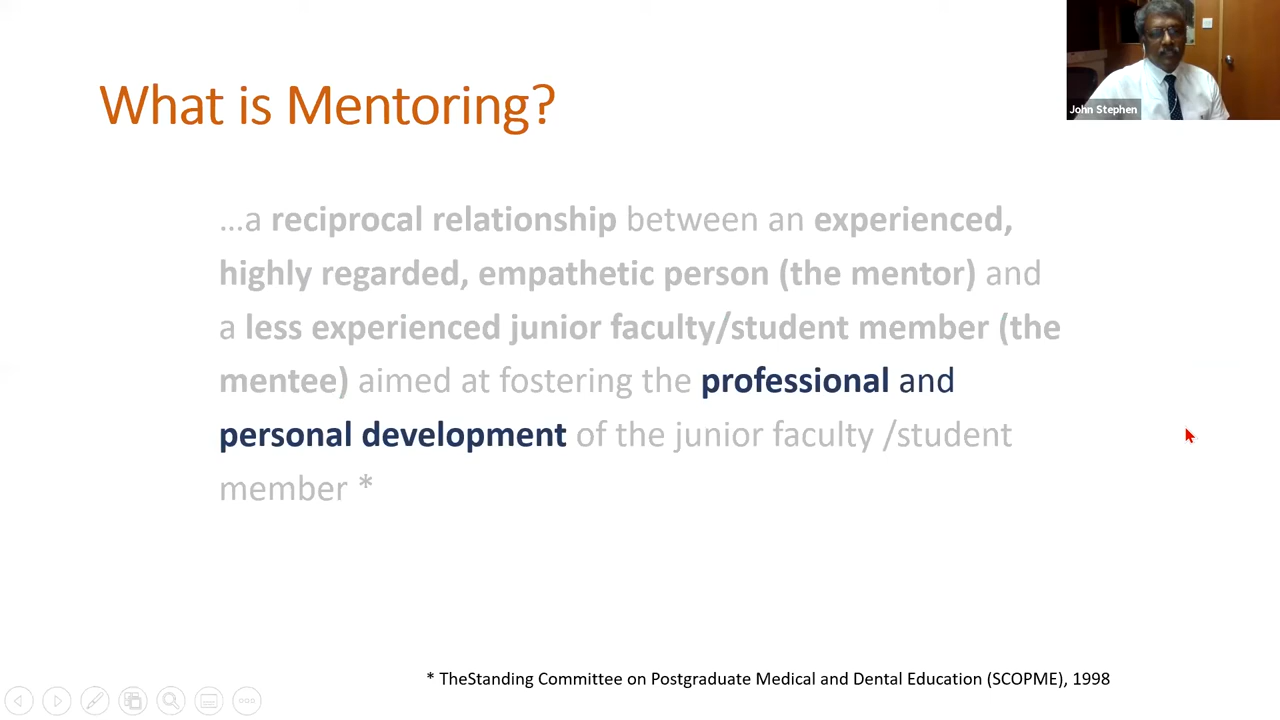 What is Mentoring?
John Stephen
...a reciprocal relationship between an experienced,
highly regarded, empathetic person (the mentor) and
a less experienced junior faculty/student member (the
mentee) aimed at fostering the professional and
personal development of the junior faculty /student
member *
* TheStanding Committee on Postgraduate Medical and Dental Education (SCOPME), 1998